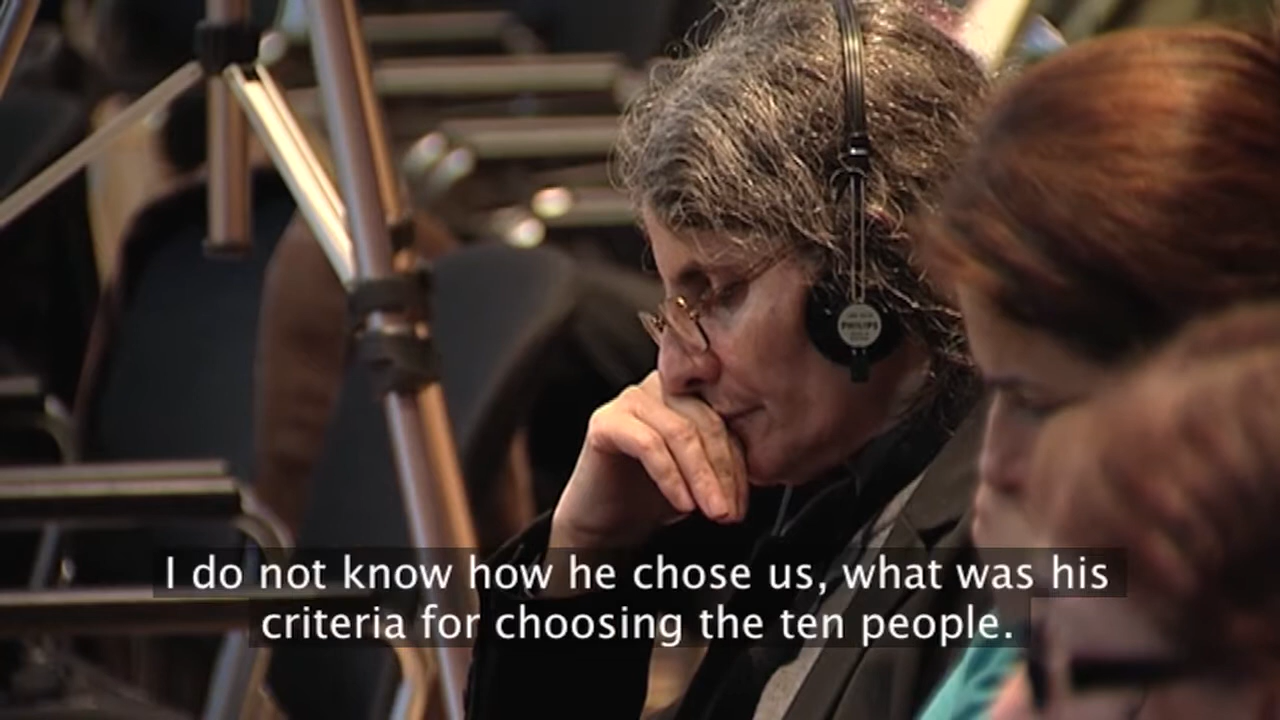 PHILIPS
I do not know how he chose us, what was his
criteria for choosing the ten people.